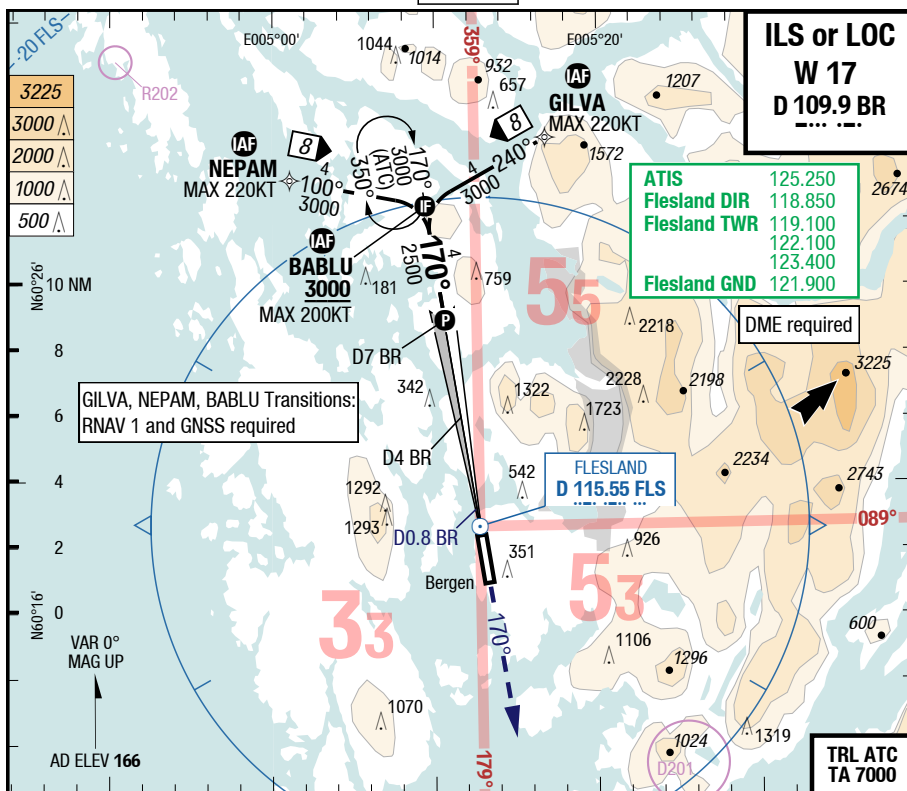 20 FLS
R202
3225
3000
2000
1000
500
E005°00'
E005°20'
1044
1014
932
657
359°
IAF
GILVA
MAX 220KT
1207
1572
2674
ILS or LOC
W 17
D 109.9 BR
IAF
NEPAM
MAX 220KT
8
4
100°
3000
350°
3000
(ATC)
170°
8
240°
4
3000
IF
IAF
BABLU
3000
MAX 200KT
170°
2500
ATIS 125.250
Flesland DIR 118.850
Flesland TWR 119.100
122.100
123.400
Flesland GND 121.900
N60°26'
10 NM
8
6
4
2
0
N60°16'
181
759
55
2218
DME required
P
D7 BR
342
1322
2228
2198
1723
3225
GILVA, NEPAM, BABLU Transitions:
RNAV 1 and GNSS required
D4 BR
542
FLESLAND
D 115.55 FLS
2234
2743
1292
1293
D0.8 BR
089°
926
351
Bergen
33
53
170°
600
1106
1296
VAR 0°
MAG UP
1070
1024
D201
1319
AD ELEV 166
179°
TRL ATC
TA 7000